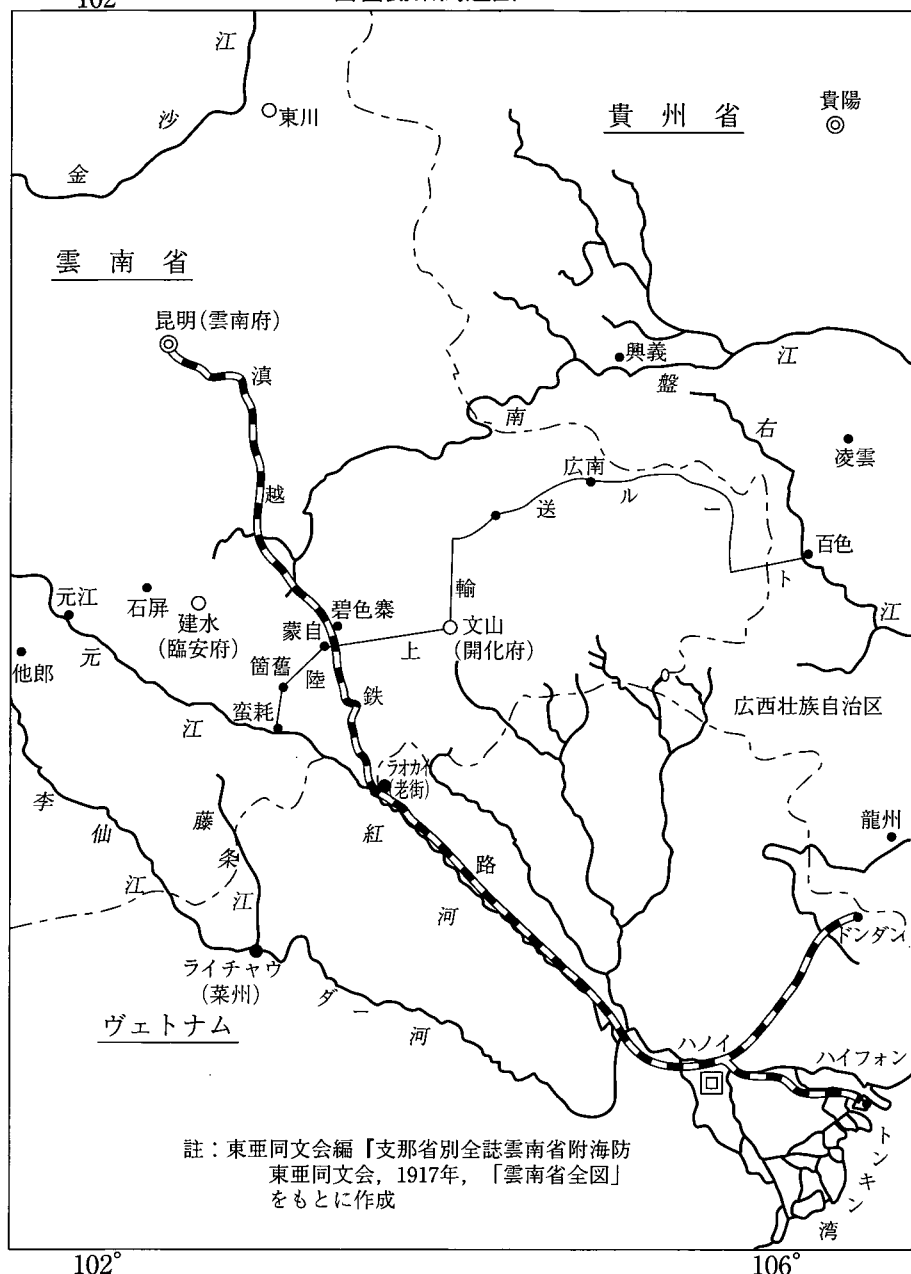 102°
江
沙
金
東川
貴州省
貴陽
雲南省
昆明(雲南府)
滇
越
鉄
路
興義
南
盤
江
右
江
凌雲
広南
陸
上
輸
送
ル
ー
ト
百色
碧色寨
文山
(開化府)
元江
石屏
建水
(臨安府)
蒙自
箇旧
蛮耗
他郎
元
江
広西壮族自治区
ラオカイ
(老街)
紅
河
李
仙
江
藤
条
江
龍州
ドンダン
ライチャウ
(菜州)
ダ
ー
河
ヴェトナム
ハノイ
ハイフォン
トンキン
湾
註:東亜同文会編『支那省別全誌雲南省附海防
東亜同文会,1917年,「雲南省全図」
をもとに作成
102°
106°